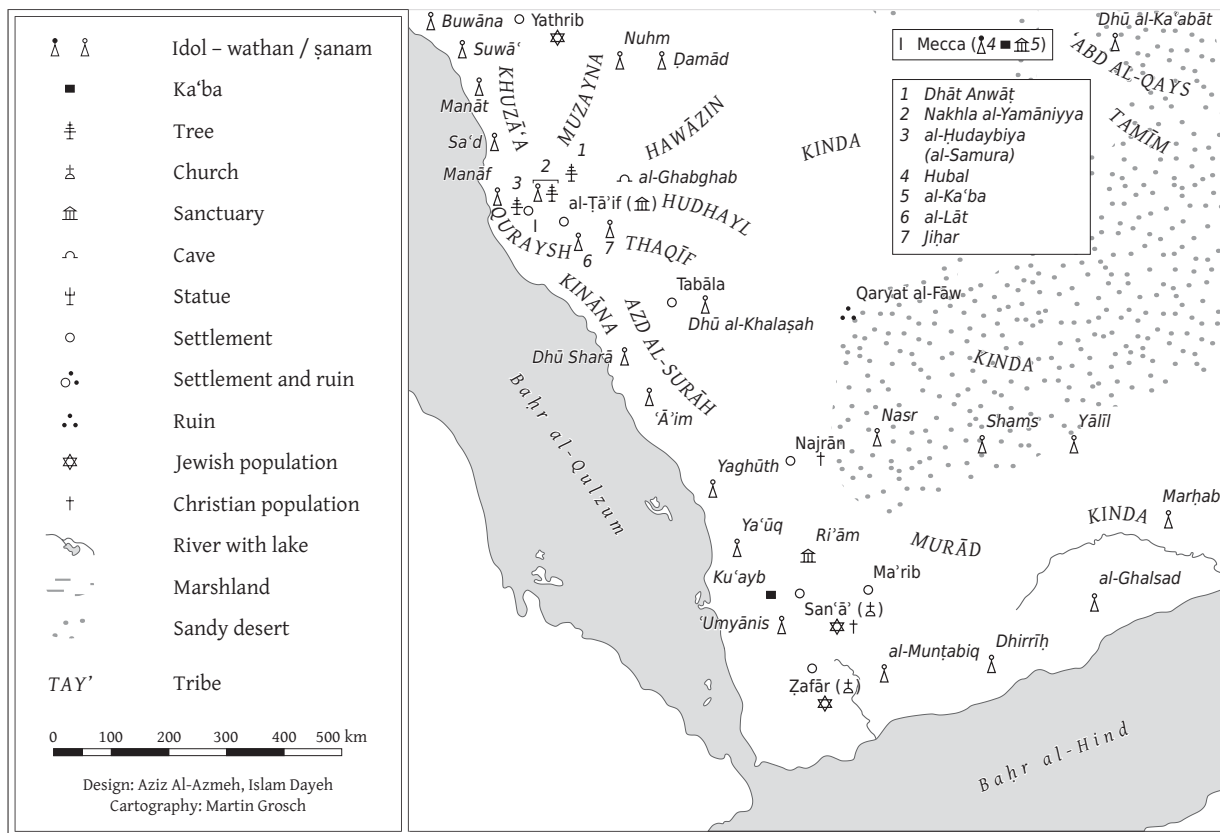 Idol – wathan / ṣanam
Kaʿba
Tree
Church
Sanctuary
Cave
Statue
Settlement
Settlement and ruin
Ruin
Jewish population
Christian population
River with lake
Marshland
Sandy desert
TAY’ Tribe
0 100 200 300 400 500 km
Design: Aziz Al-Azmeh, Islam Dayeh
Cartography: Martin Grosch
Buwāna
Yathrib
Suwāʿ
Nuhm
Ḍamād
Dhū al-Kaʿabāt
ʿABD AL-QAYS
TAMĪM
I Mecca (4 5)
1 Dhāt Anwāṭ
2 Nakhla al-Yamāniyya
3 al-Ḥudaybiya
(al-Samura)
4 Hubal
5 al-Kaʿba
6 al-Lāt
7 Jiḥar
KHUZĀʿA
MUZAYNA
HAWĀZIN
KINDA
Manāt
Saʿd
Manāf
1
2
3
al-Ghabghab
al-Ṭāʾif ( )
HUDHAYL
I
QURAYSH
6
7
THAQĪF
KINĀNA
AZD AL-SURĀH
Tabāla
Dhū al-Khalaṣah
Qaryat al-Fāw
KINDA
Dhū Sharā
ʿĀʾim
Baḥr al-Qulzum
Nasr
Shams
Yālīl
Najrān
Yaghūth
Marḥab
KINDA
Yaʿūq
Riʾām
MURĀD
Kuʿayb
Maʾrib
al-Ghalsad
Sanʿāʾ ( )
ʿUmyānis
al-Munṭabiq
Dhirrīḥ
Ẓafār ( )
Baḥr al-Hind